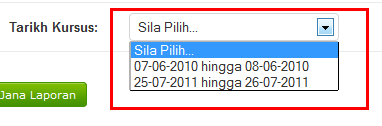 Tarikh Kursus: Sila Pilih...
Sila Pilih...
07-06-2010 hingga 08-06-2010
25-07-2011 hingga 26-07-2011
Jana Laporan